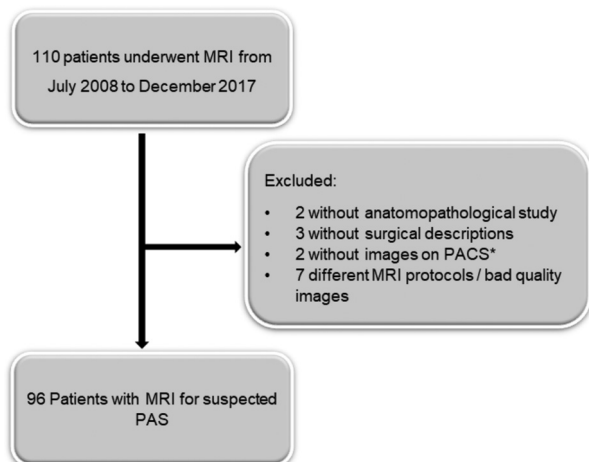 110 patients underwent MRI from
July 2008 to December 2017
Excluded:
• 2 without anatomopathological study
• 3 without surgical descriptions
• 2 without images on PACS*
• 7 different MRI protocols / bad quality
images
96 Patients with MRI for suspected
PAS